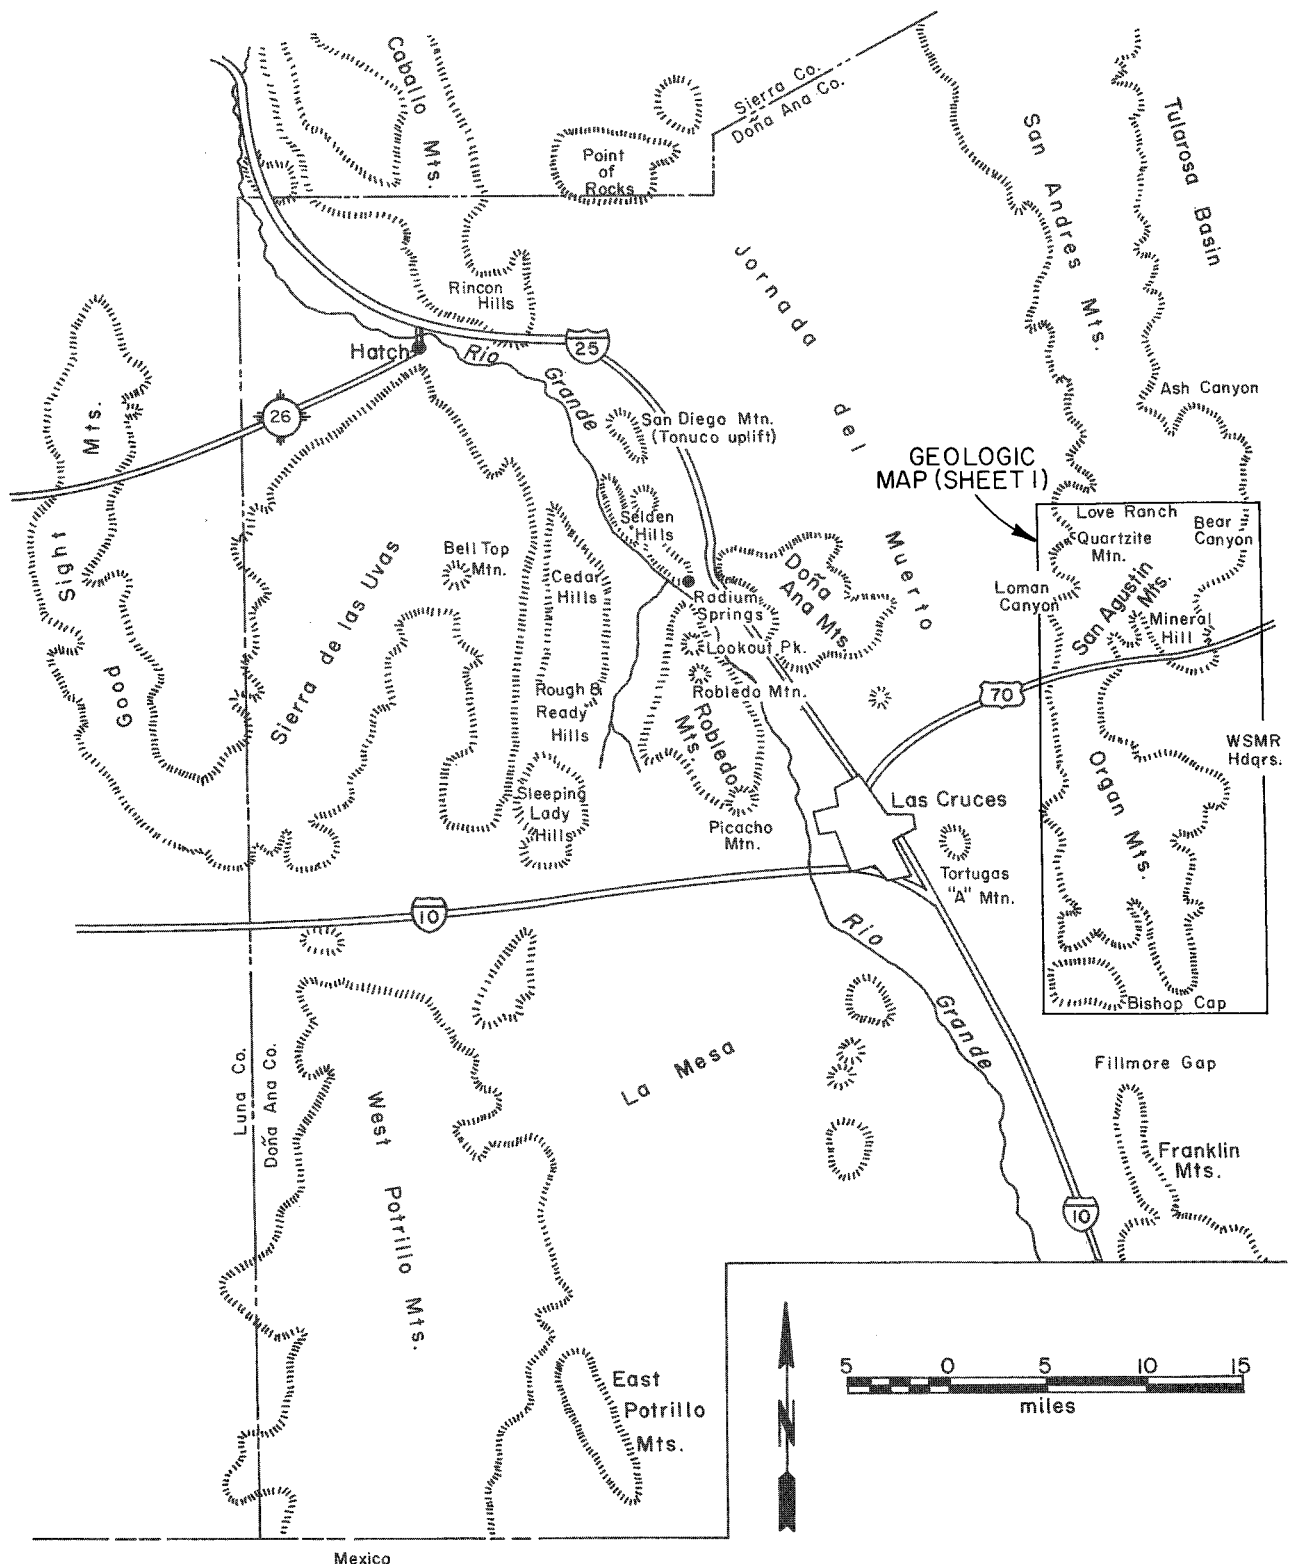 Caballo Mts.
Sierra Co.
Doña Ana Co.
Point
of
Rocks
San Andres Mts.
Tularosa Basin
Jornada del Muerto
Rincon
Hills
Hatch
Rio Grande
25
26
San Diego Mtn.
(Tonuco uplift)
Ash Canyon
GEOLOGIC
MAP (SHEET 1)
Good Sight Mts.
Sierra de las Uvas
Bell Top
Mtn.
Cedar
Hills
Selden
Hills
Radium
Springs
Doña
Ana Mts.
Lookout Pk.
Robledo Mtn.
Robledo
Mts.
Rough &
Ready
Hills
Sleeping
Lady
Hills
Picacho
Mtn.
Love Ranch
Quartzite
Mtn.
Bear
Canyon
Loman
Canyon
San Agustin
Mts.
Mineral
Hill
70
WSMR
Hdqrs.
Organ Mts.
Las Cruces
Tortugas
"A" Mtn.
10
Rio Grande
Bishop Cap
Fillmore Gap
Franklin
Mts.
10
La Mesa
Luna Co.
Doña Ana Co.
West Potrillo Mts.
East
Potrillo
Mts.
N
5 0 5 10 15
miles
Mexico